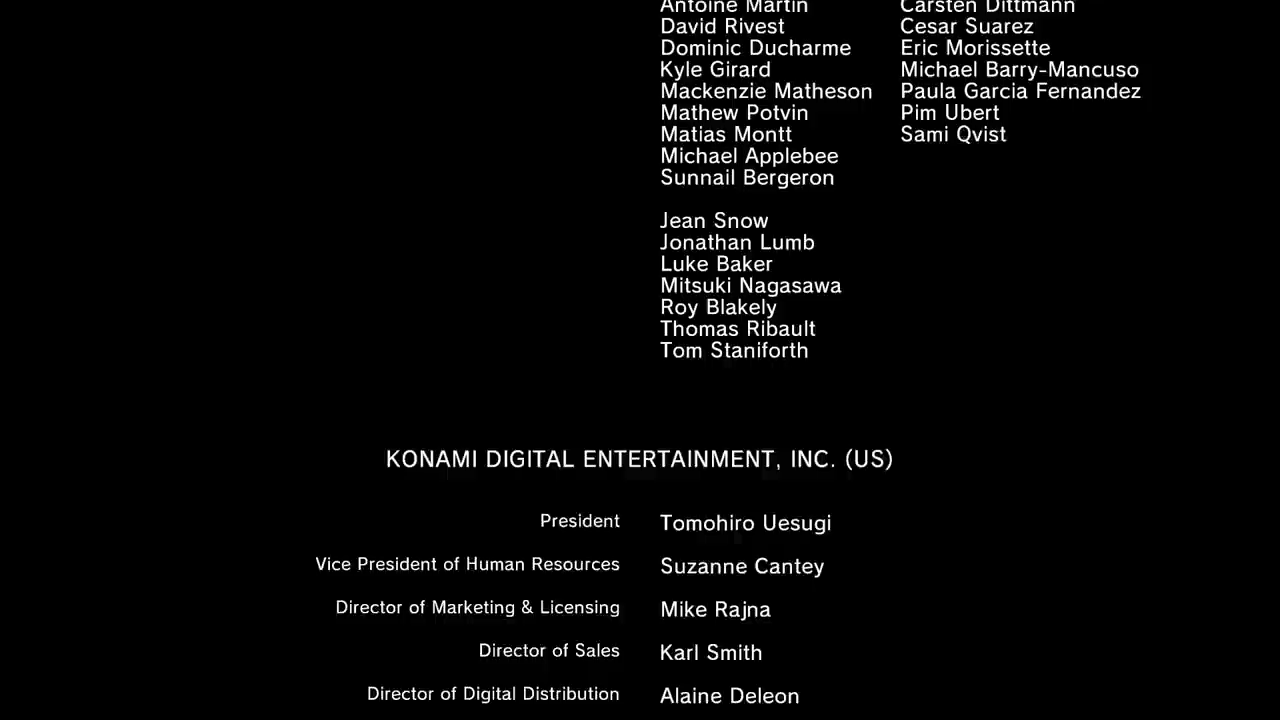 Antoine Martin Carsten Dittmann
David Rivest Cesar Suarez
Dominic Ducharme Eric Morissette
Kyle Girard Michael Barry-Mancuso
Mackenzie Matheson Paula Garcia Fernandez
Mathew Potvin Pim Ubert
Matias Montt Sami Qvist
Michael Applebee
Sunnail Bergeron
Jean Snow
Jonathan Lumb
Luke Baker
Mitsuki Nagasawa
Roy Blakely
Thomas Ribault
Tom Staniforth
KONAMI DIGITAL ENTERTAINMENT, INC. (US)
President Tomohiro Uesugi
Vice President of Human Resources Suzanne Cantey
Director of Marketing & Licensing Mike Rajna
Director of Sales Karl Smith
Director of Digital Distribution Alaine Deleon